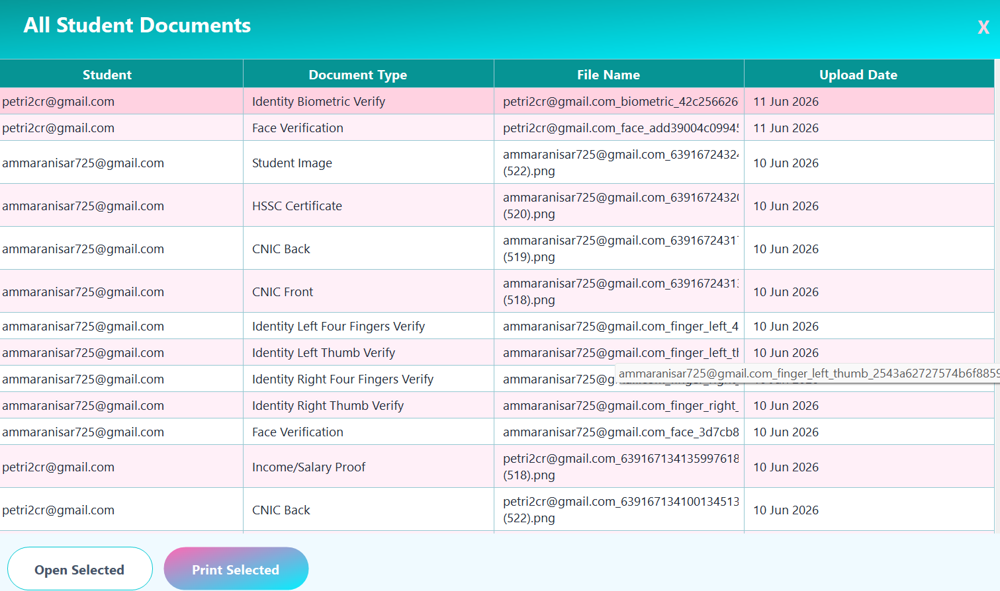 All Student Documents
X
Student Document Type File Name Upload Date
petri2cr@gmail.com Identity Biometric Verify petri2cr@gmail.com_biometric_42c256626 11 Jun 2026
petri2cr@gmail.com Face Verification petri2cr@gmail.com_face_add39004c0994 11 Jun 2026
ammaranisar725@gmail.com Student Image ammaranisar725@gmail.com_6391672432 10 Jun 2026
(522).png
ammaranisar725@gmail.com HSSC Certificate ammaranisar725@gmail.com_639167243 10 Jun 2026
(520).png
ammaranisar725@gmail.com CNIC Back ammaranisar725@gmail.com_639167243 10 Jun 2026
(519).png
ammaranisar725@gmail.com CNIC Front ammaranisar725@gmail.com_639167243 10 Jun 2026
(518).png
ammaranisar725@gmail.com Identity Left Four Fingers Verify ammaranisar725@gmail.com_finger_left_4 10 Jun 2026
ammaranisar725@gmail.com Identity Left Thumb Verify ammaranisar725@gmail.com_finger_left_th 10 Jun 2026
ammaranisar725@gmail.com_finger_left_thumb_2543a62727574b6f8859
ammaranisar725@gmail.com Identity Right Four Fingers Verify ammaranisar725@g
ammaranisar725@gmail.com Identity Right Thumb Verify ammaranisar725@gmail.com_finger_right_ 10 Jun 2026
ammaranisar725@gmail.com Face Verification ammaranisar725@gmail.com_face_3d7cb8 10 Jun 2026
petri2cr@gmail.com Income/Salary Proof petri2cr@gmail.com_639167134135997618 10 Jun 2026
(518).png
petri2cr@gmail.com CNIC Back petri2cr@gmail.com_639167134100134513 10 Jun 2026
(522).png
Open Selected Print Selected